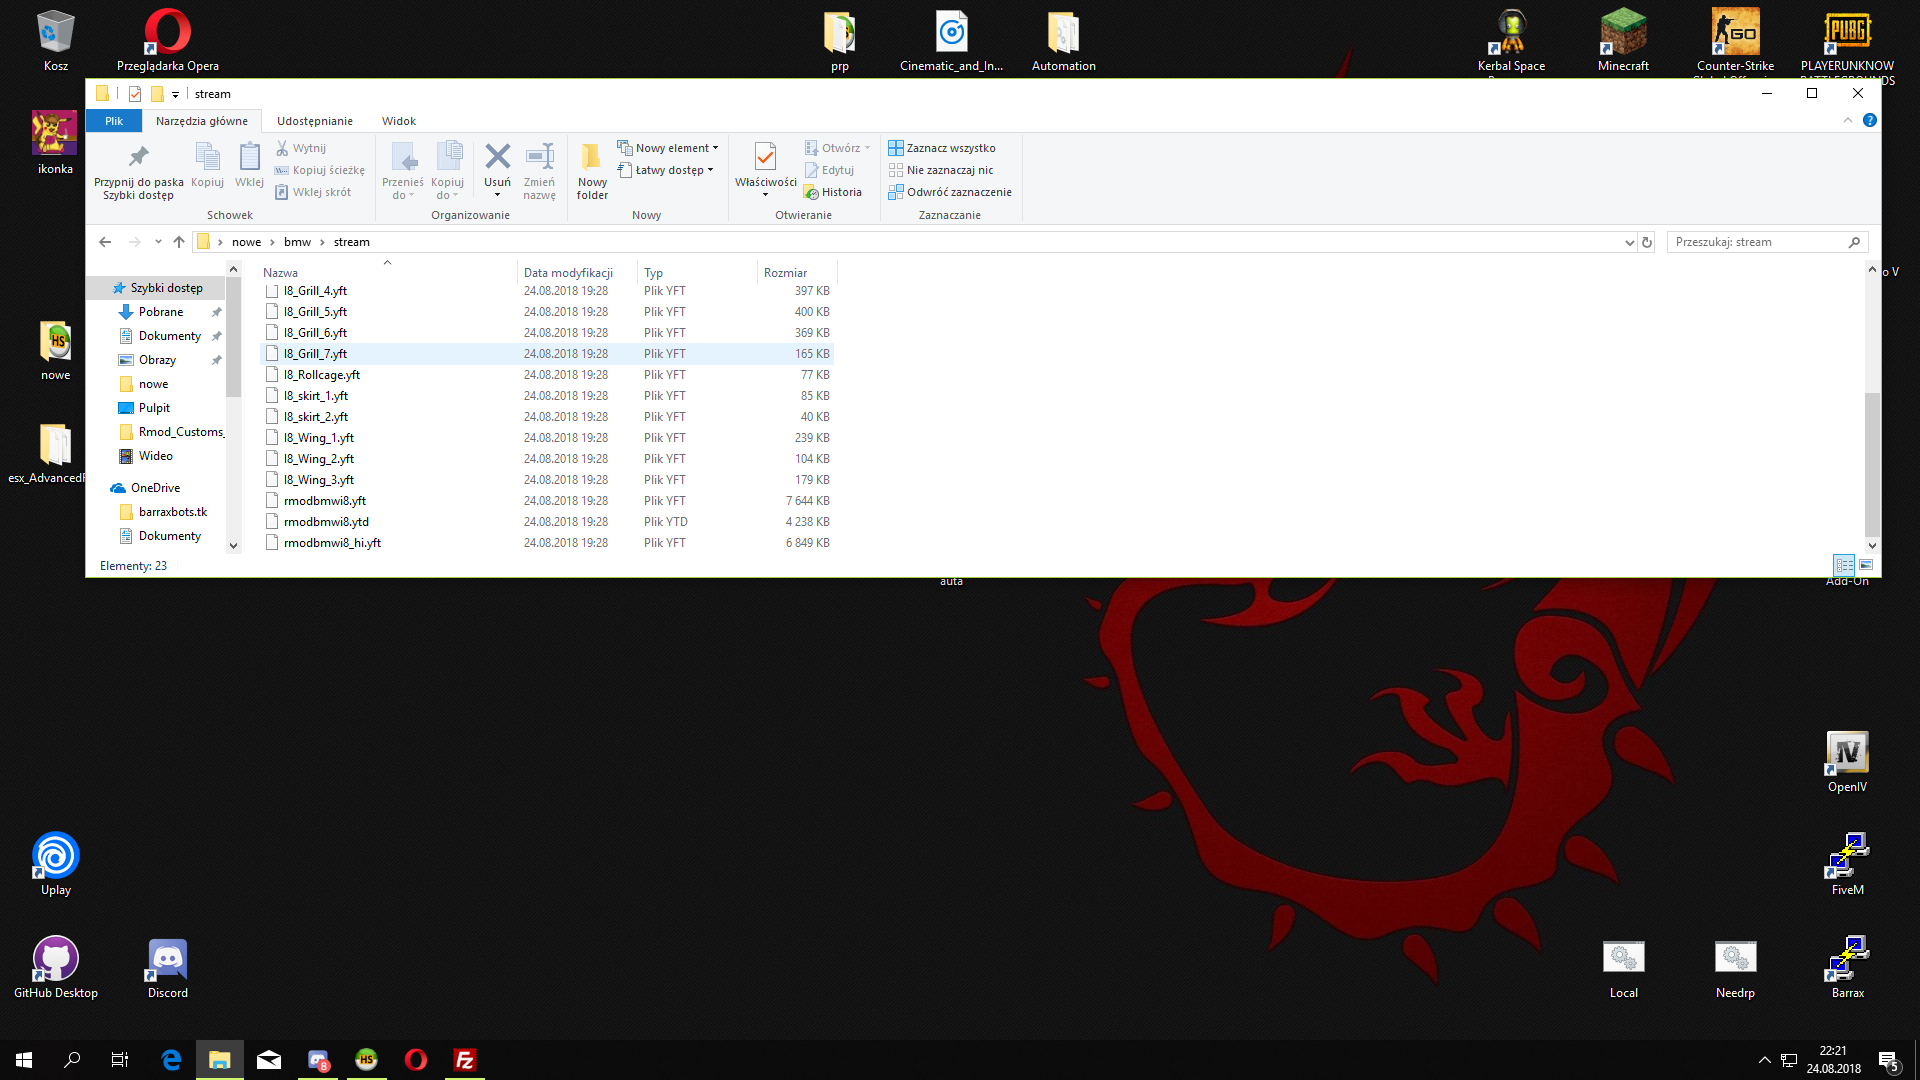 Kosz
Przeglądarka Opera
prp
Cinematic_and_In...
Automation
Kerbal Space
Minecraft
Counter-Strike
PLAYERUNKNOW
BATTLEGROUNDS
stream
Plik
Narzędzia główne
Udostępnianie
Widok
Przypnij do paska
Szybki dostęp
Kopiuj
Wklej
Wytnij
Kopiuj ścieżkę
Wklej skrót
Schowek
Przenieś
do
Kopiuj
do
Usuń
Zmień
nazwę
Organizowanie
Nowy
folder
Nowy element
Łatwy dostęp
Nowy
Właściwości
Otwórz
Edytuj
Historia
Otwieranie
Zaznacz wszystko
Nie zaznaczaj nic
Odwróć zaznaczenie
Zaznaczanie
nowe > bmw > stream
Przeszukaj: stream
Szybki dostęp
Pobrane
Dokumenty
Obrazy
nowe
Pulpit
Rmod_Customs_
Wideo
OneDrive
barraxbots.tk
Dokumenty
Nazwa Data modyfikacji Typ Rozmiar
I8_Grill_4.yft 24.08.2018 19:28 Plik YFT 397 KB
I8_Grill_5.yft 24.08.2018 19:28 Plik YFT 400 KB
I8_Grill_6.yft 24.08.2018 19:28 Plik YFT 369 KB
I8_Grill_7.yft 24.08.2018 19:28 Plik YFT 165 KB
I8_Rollcage.yft 24.08.2018 19:28 Plik YFT 77 KB
I8_skirt_1.yft 24.08.2018 19:28 Plik YFT 85 KB
I8_skirt_2.yft 24.08.2018 19:28 Plik YFT 40 KB
I8_Wing_1.yft 24.08.2018 19:28 Plik YFT 239 KB
I8_Wing_2.yft 24.08.2018 19:28 Plik YFT 104 KB
I8_Wing_3.yft 24.08.2018 19:28 Plik YFT 179 KB
rmodbmwi8.yft 24.08.2018 19:28 Plik YFT 7 644 KB
rmodbmwi8.ytd 24.08.2018 19:28 Plik YTD 4 238 KB
rmodbmwi8_hi.yft 24.08.2018 19:28 Plik YFT 6 849 KB
Elementy: 23
ikonka
nowe
esx_AdvancedF
o V
auta
Add-On
OpenIV
Uplay
FiveM
GitHub Desktop
Discord
Local
Needrp
Barrax
GO
PUBG
HS
HS
8
Fz
22:21
24.08.2018
5